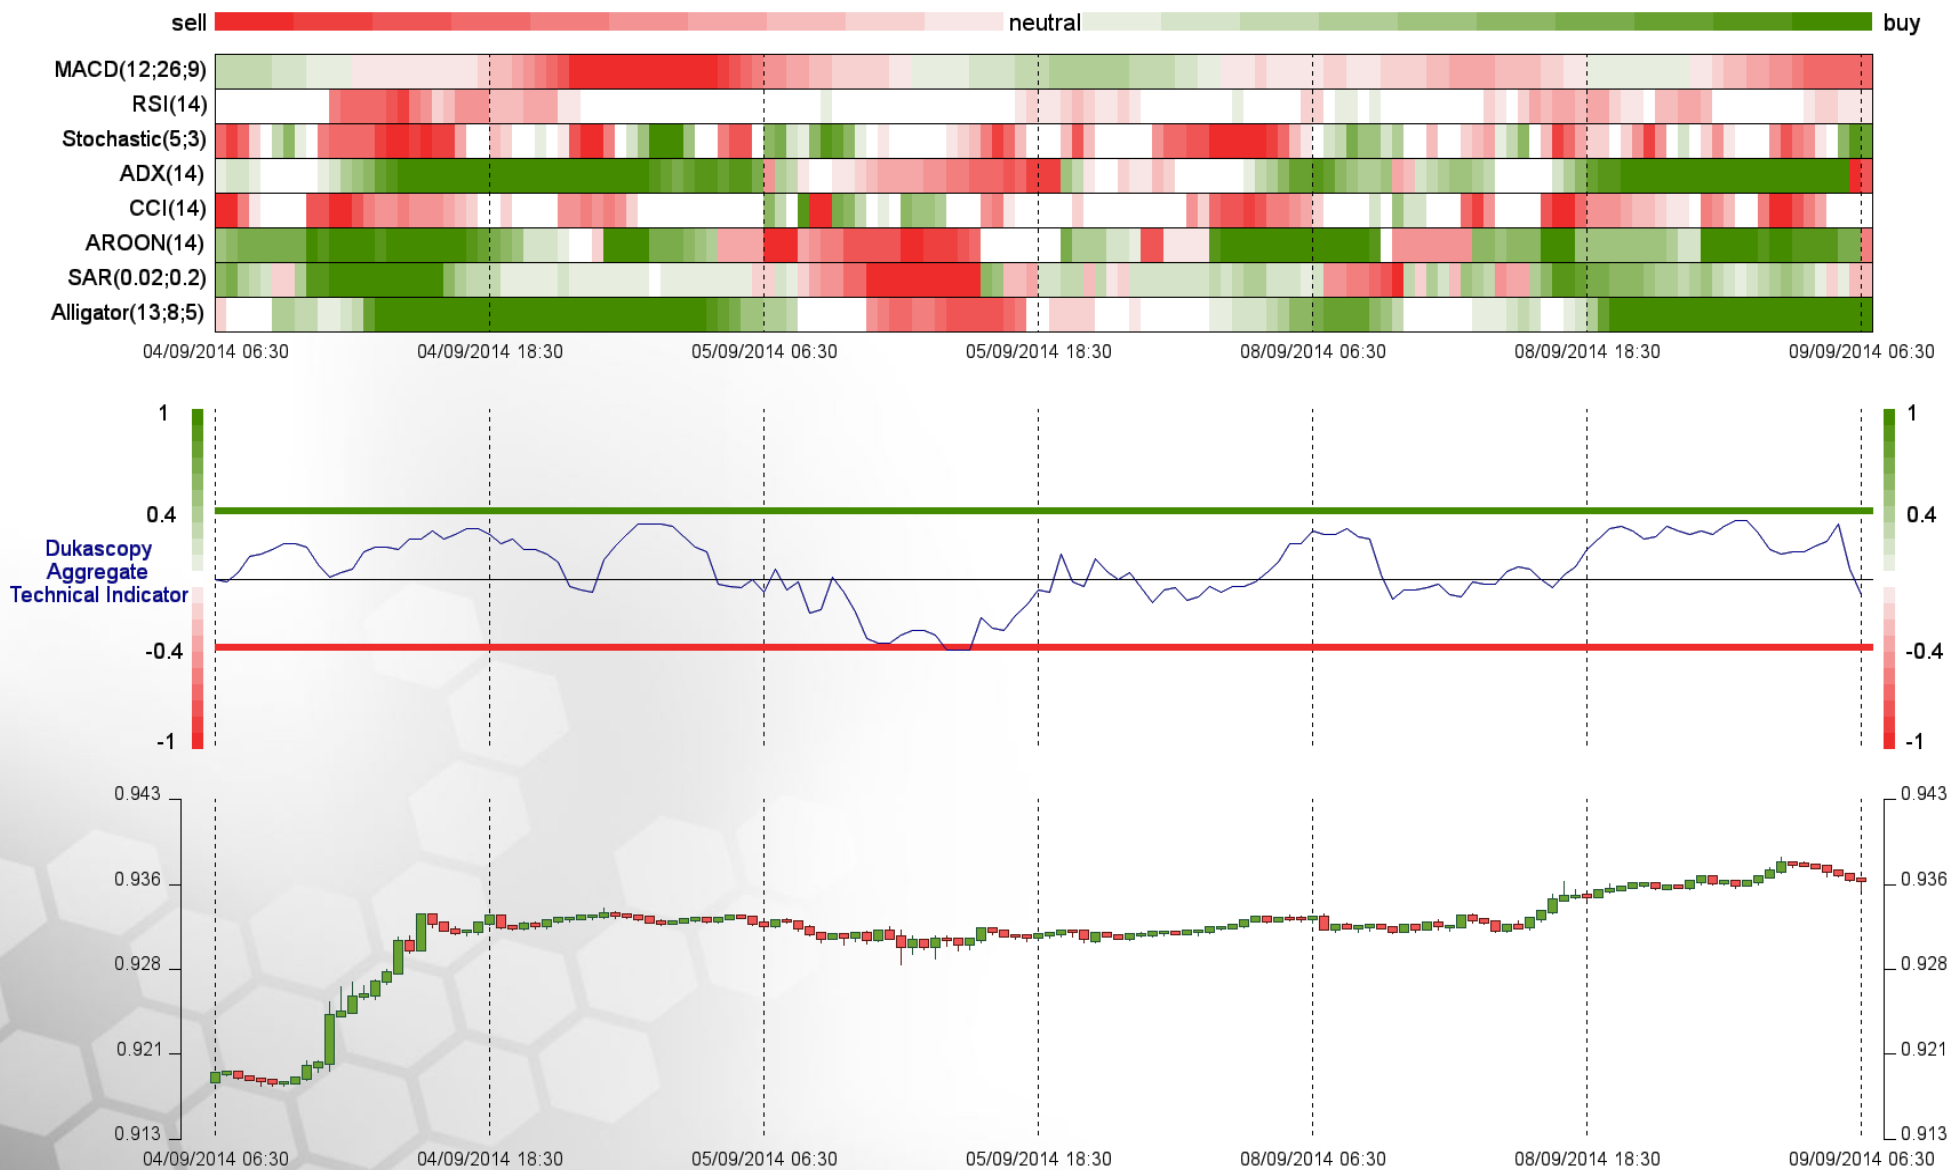 sell neutral buy
MACD(12;26;9)
RSI(14)
Stochastic(5;3)
ADX(14)
CCI(14)
AROON(14)
SAR(0.02;0.2)
Alligator(13;8;5)
04/09/2014 06:30 04/09/2014 18:30 05/09/2014 06:30 05/09/2014 18:30 08/09/2014 06:30 08/09/2014 18:30 09/09/2014 06:30
1 1
0.4 0.4
Dukascopy
Aggregate
Technical Indicator
-0.4 -0.4
-1 -1
0.943 0.943
0.936 0.936
0.928 0.928
0.921 0.921
0.913 0.913
04/09/2014 06:30 04/09/2014 18:30 05/09/2014 06:30 05/09/2014 18:30 08/09/2014 06:30 08/09/2014 18:30 09/09/2014 06:30